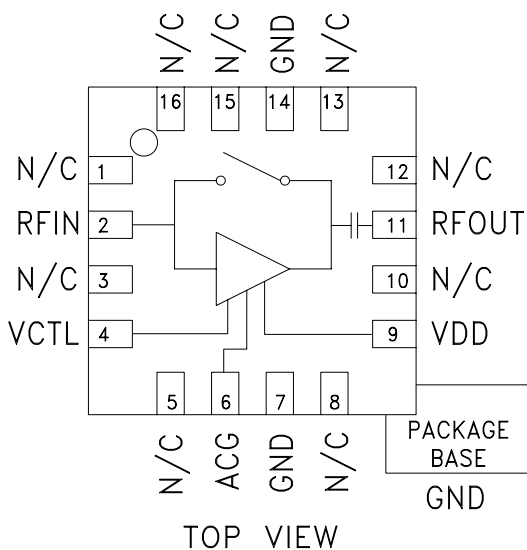 N/C N/C GND N/C
16 15 14 13
N/C 1 12 N/C
RFIN 2 11 RFOUT
N/C 3 10 N/C
VCTL 4 9 VDD
5 6 7 8
N/C ACG GND N/C
PACKAGE
BASE
GND
TOP VIEW